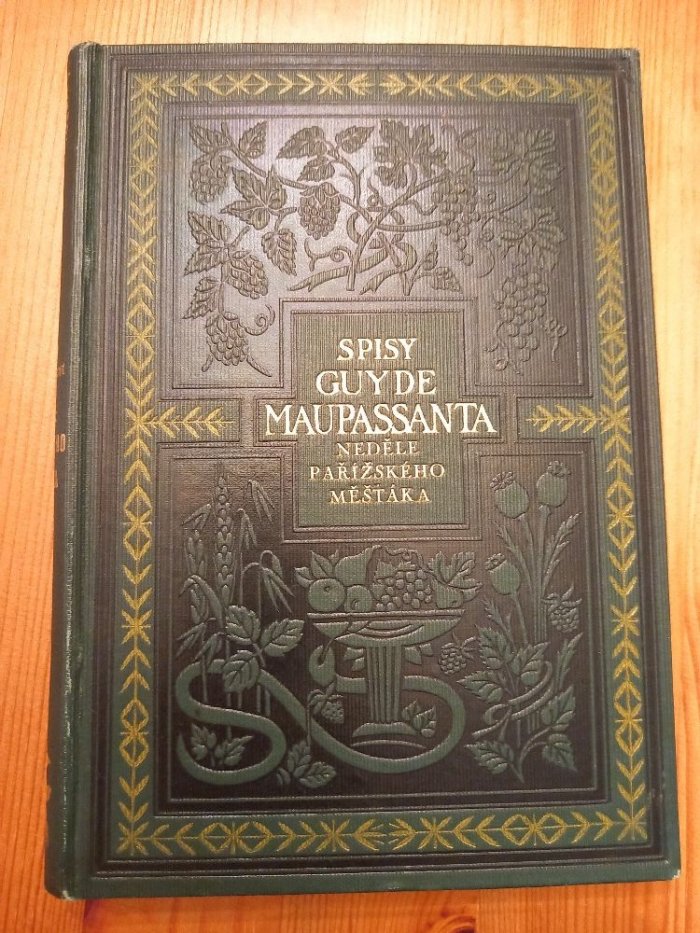 SPISY
GUY DE
MAUPASSANTA
NEDĚLE
PAŘÍŽSKÉHO
MĚŠŤÁKA